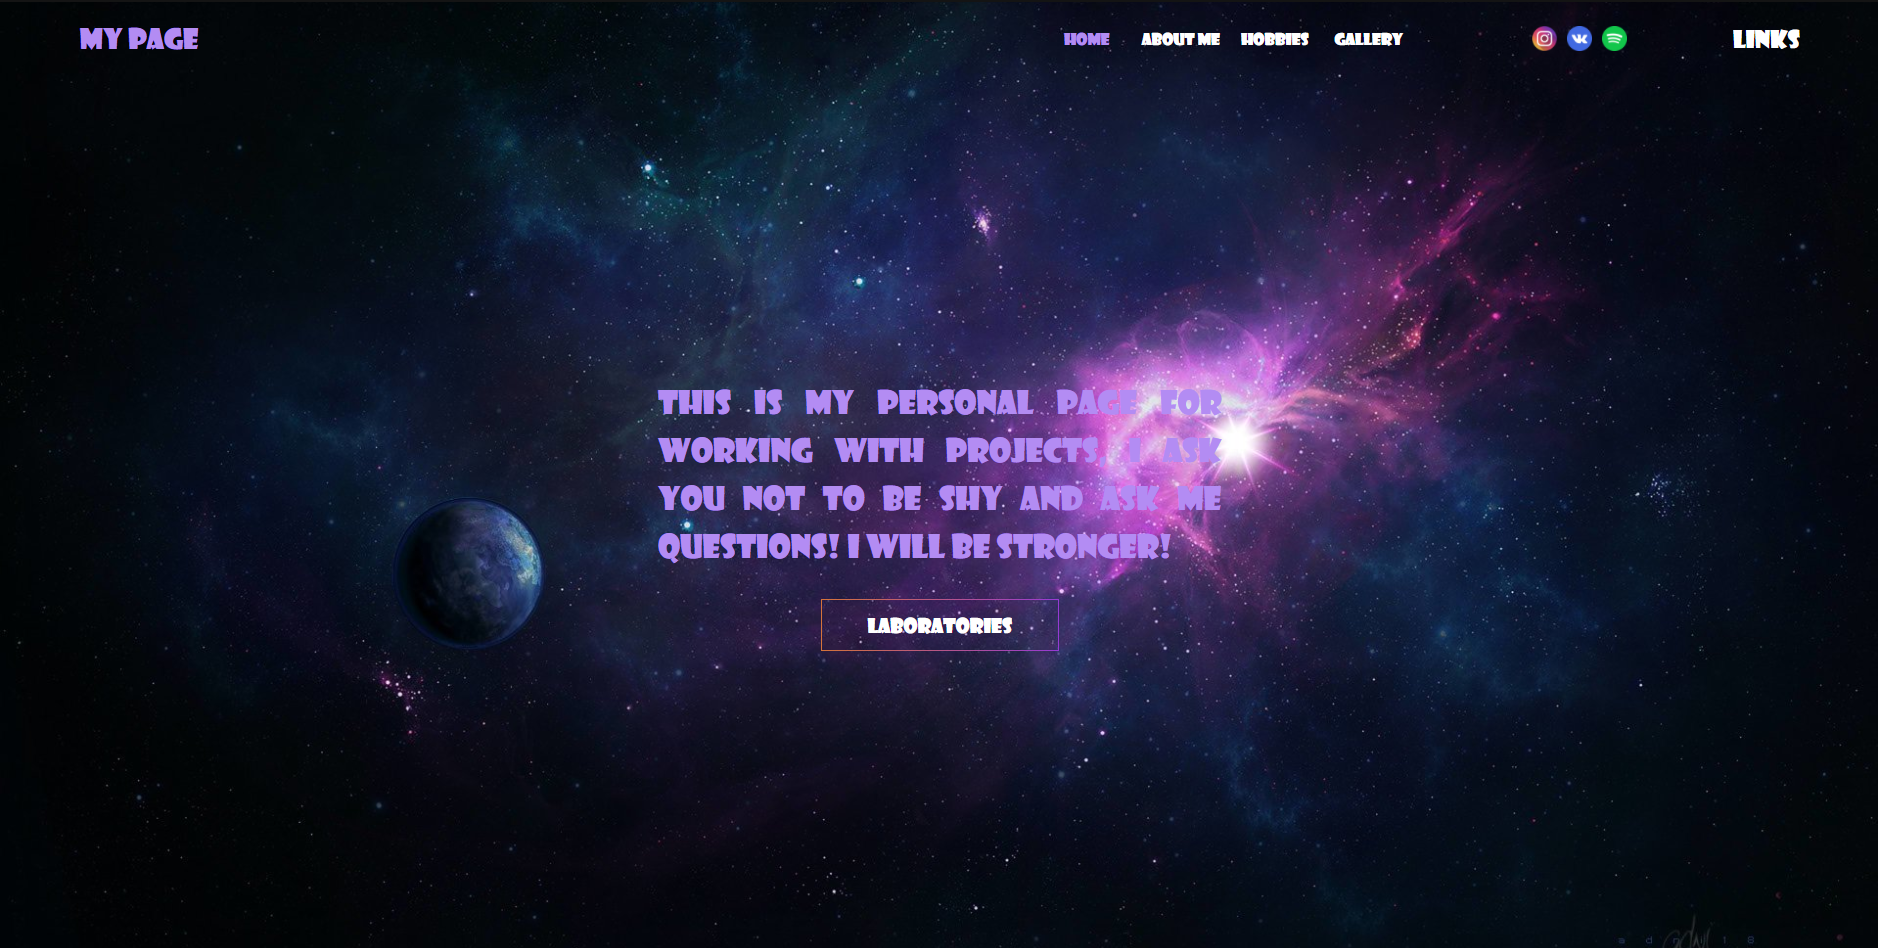 MY PAGE
HOME ABOUT ME HOBBIES GALLERY
LINKS
THIS IS MY PERSONAL PAGE FOR
WORKING WITH PROJECTS, I ASK
YOU NOT TO BE SHY AND ASK ME
QUESTIONS! I WILL BE STRONGER!
LABORATORIES